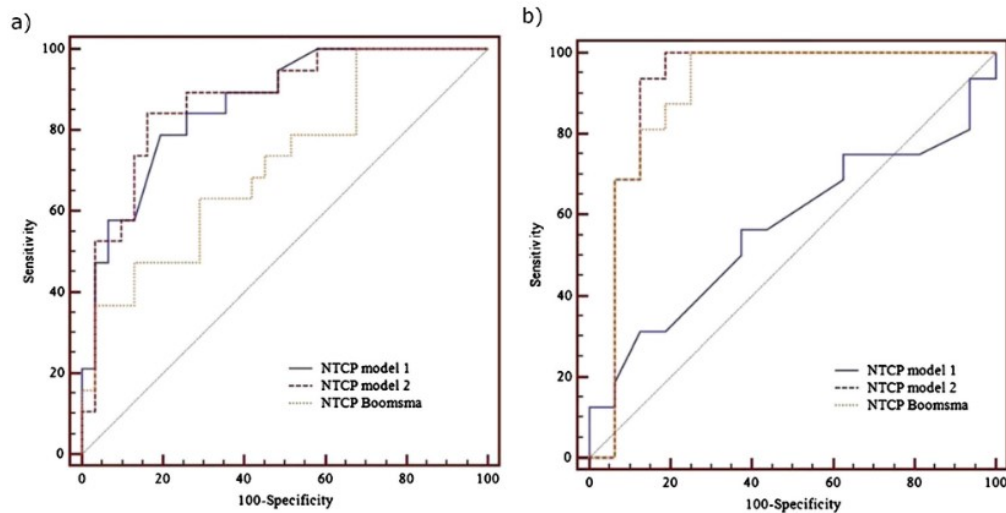 a)
100
80
60
40
20
0
Sensitivity
NTCP model 1
NTCP model 2
NTCP Boomsma
0 20 40 60 80 100
100-Specificity
b)
100
80
60
40
20
0
Sensitivity
NTCP model 1
NTCP model 2
NTCP Boomsma
0 20 40 60 80 100
100-Specificity